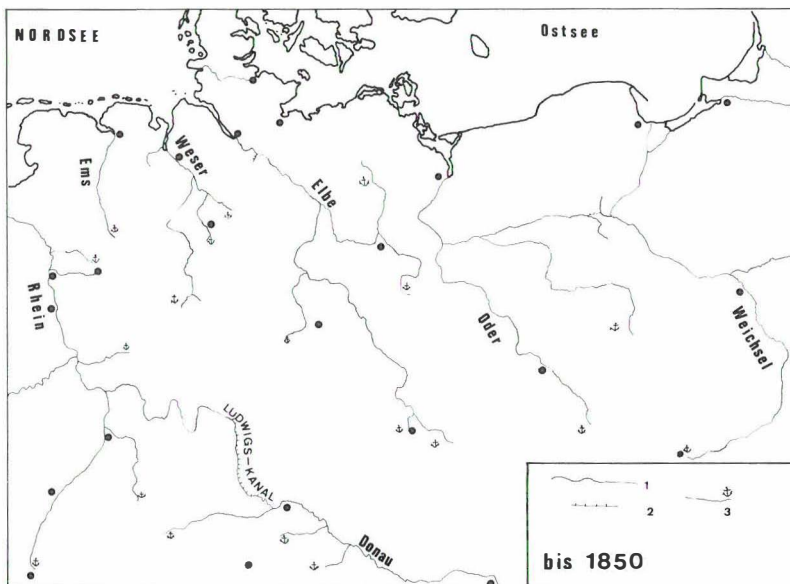 NORDSEE
Ostsee
Ems
Weser
Elbe
Rhein
Oder
Weichsel
LUDWIGS-KANAL
Donau
1
2
3
bis 1850